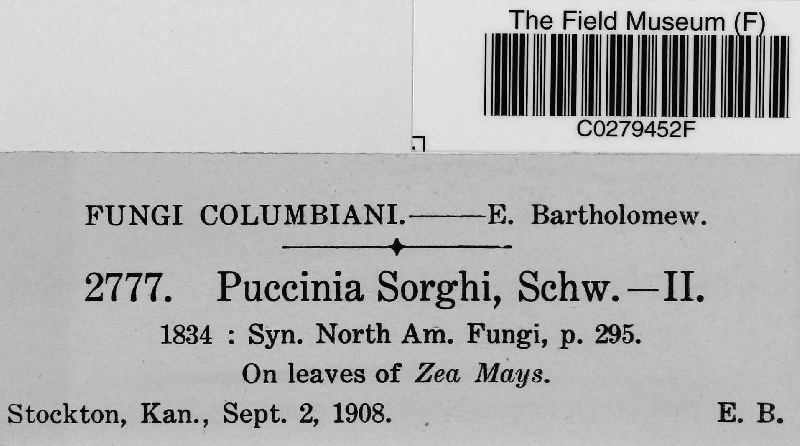 The Field Museum (F)
C0279452F
FUNGI COLUMBIANI.——E. Bartholomew.
2777. Puccinia Sorghi, Schw.—II.
1834 : Syn. North Am. Fungi, p. 295.
On leaves of Zea Mays.
Stockton, Kan., Sept. 2, 1908. E. B.